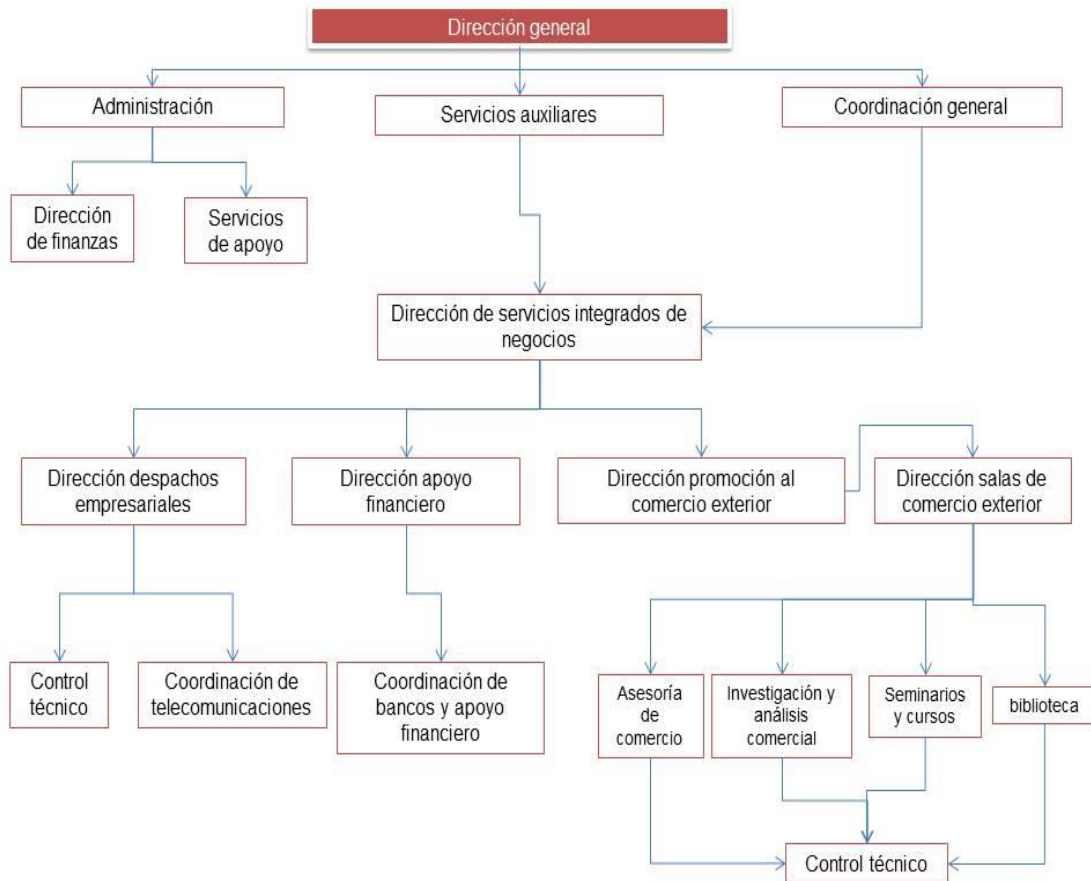 Dirección general
Administración
Servicios auxiliares
Coordinación general
Dirección
de finanzas
Servicios
de apoyo
Dirección de servicios integrados de
negocios
Dirección despachos
empresariales
Dirección apoyo
financiero
Dirección promoción al
comercio exterior
Dirección salas de
comercio exterior
Control
técnico
Coordinación de
telecomunicaciones
Coordinación de
bancos y apoyo
financiero
Asesoría
de
comercio
Investigación y
análisis
comercial
Seminarios
y cursos
biblioteca
Control técnico